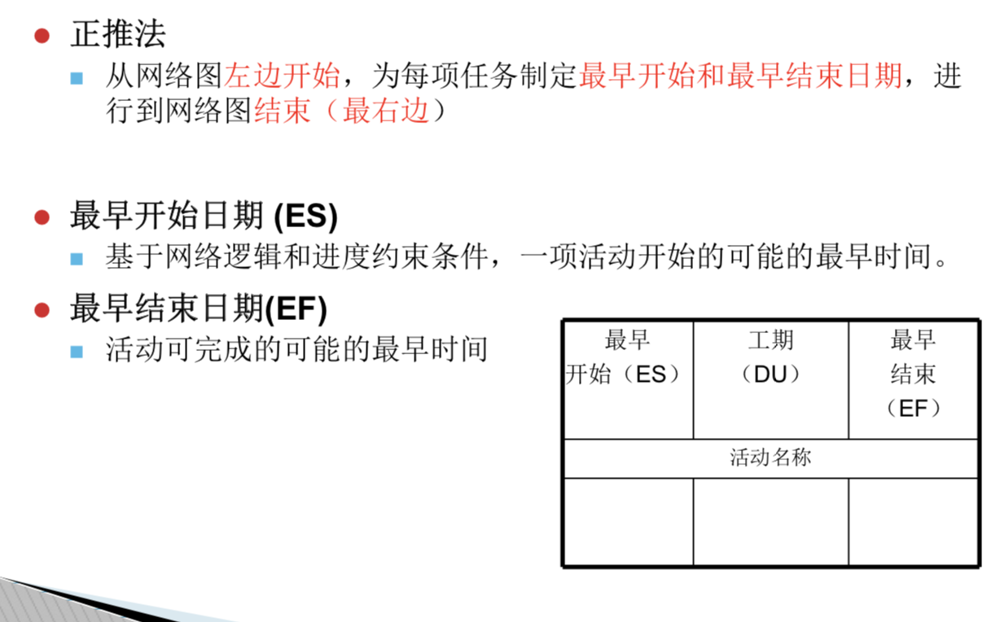 正推法
从网络图左边开始，为每项任务制定最早开始和最早结束日期，进
行到网络图结束（最右边）
最早开始日期 (ES)
基于网络逻辑和进度约束条件，一项活动开始的可能的最早时间。
最早结束日期(EF)
活动可完成的可能的最早时间
最早
开始（ES）
工期
（DU）
最早
结束
（EF）
活动名称